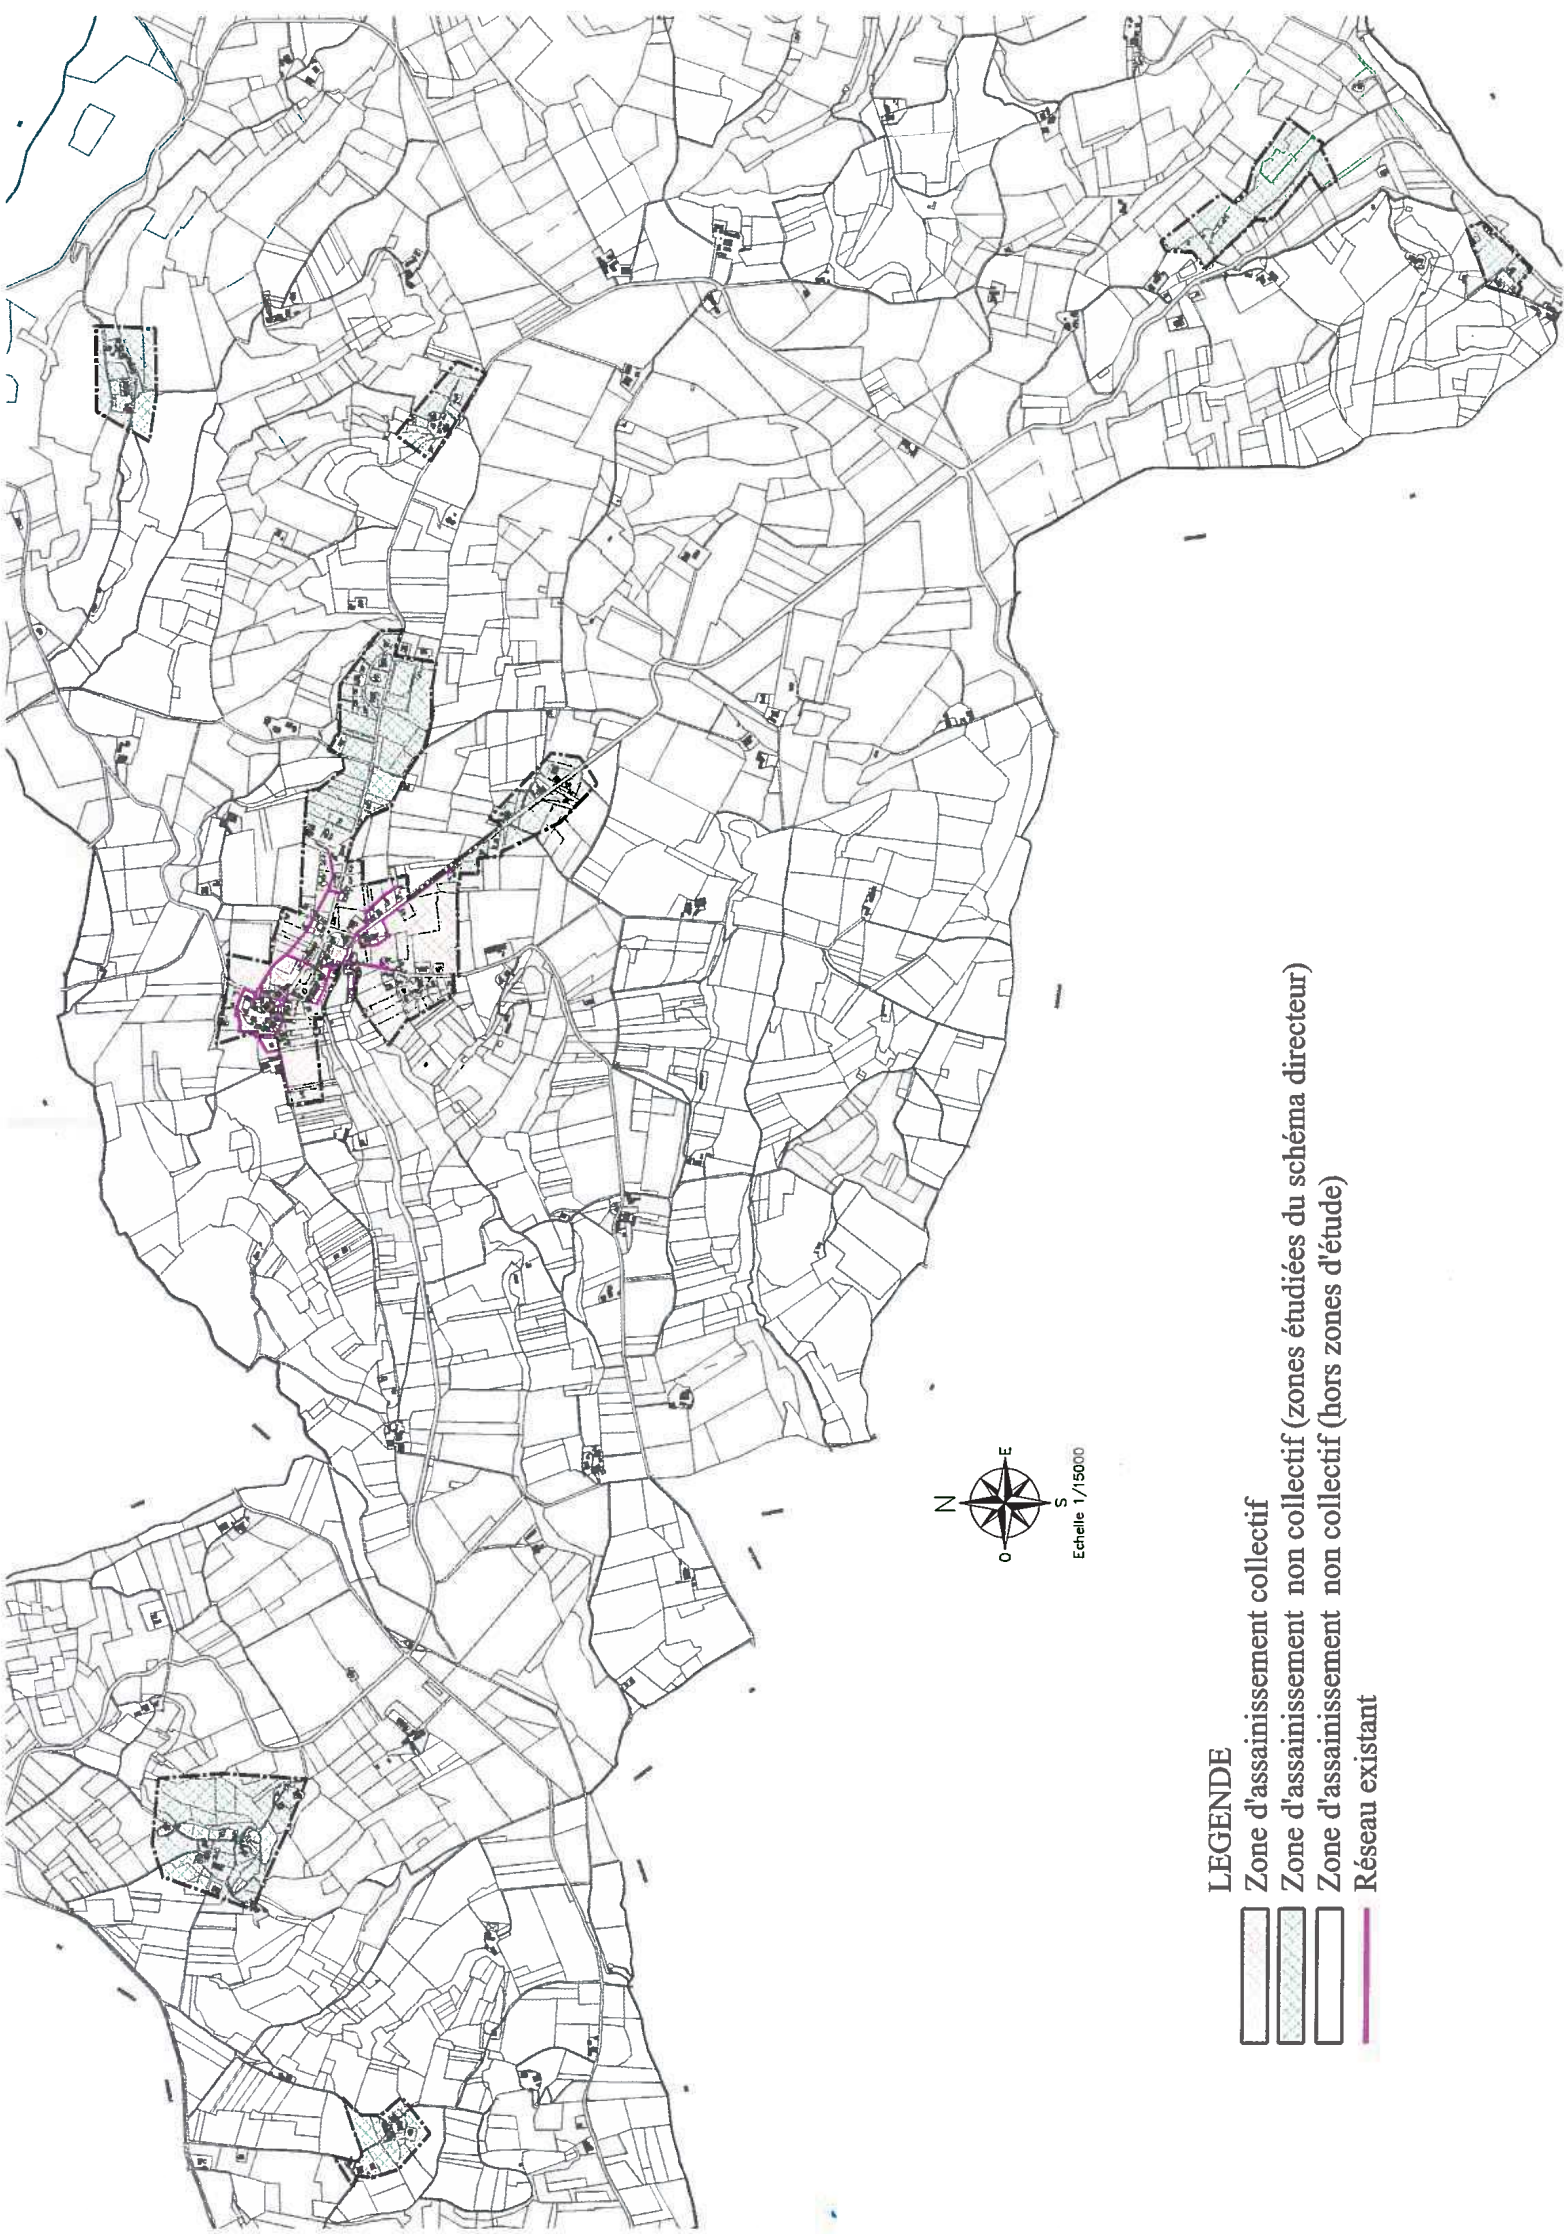 N
O
E
S
Echelle 1/15000
LEGENDE
Zone d'assainissement collectif
Zone d'assainissement non collectif (zones étudiées du schéma directeur)
Zone d'assainissement non collectif (hors zones d'étude)
Réseau existant